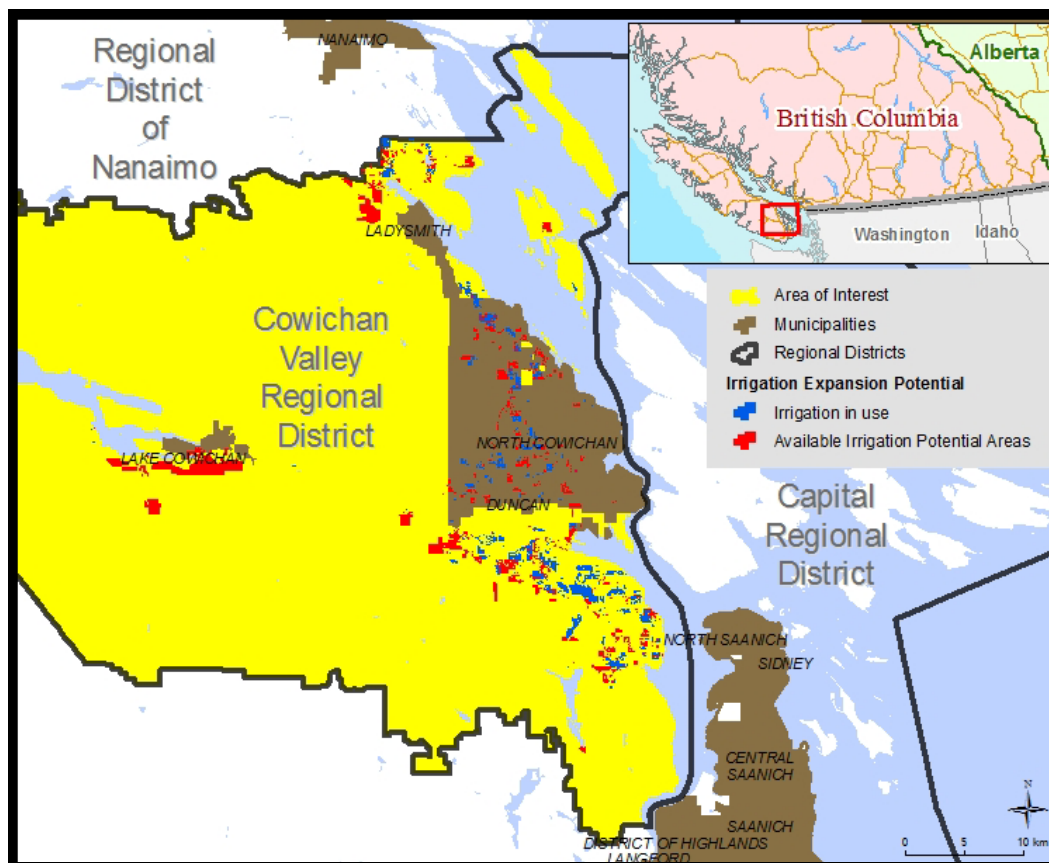 Regional
District
of
Nanaimo
NANAIMO
Alberta
British Columbia
Washington
Idaho
LADYSMITH
Area of Interest
Municipalities
Regional Districts
Irrigation Expansion Potential
Irrigation in use
Available Irrigation Potential Areas
Cowichan
Valley
Regional
District
NORTH COWICHAN
LAKE COWICHAN
DUNCAN
Capital
Regional
District
NORTH SAANICH
SIDNEY
CENTRAL
SAANICH
SAANICH
DISTRICT OF HIGHLANDS
LANGFORD
N
0 5 10 km